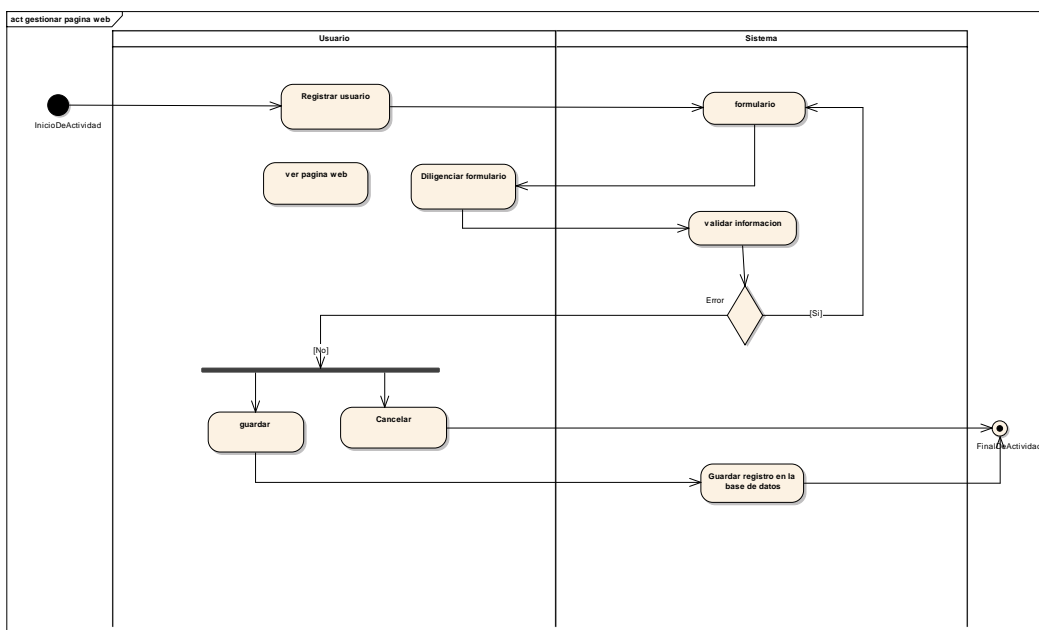 act gestionar pagina web
Usuario
Sistema
InicioDeActividad
Registrar usuario
formulario
ver pagina web
Diligenciar formulario
validar informacion
Error
[Si]
[No]
guardar
Cancelar
FinalDeActividad
Guardar registro en la
base de datos